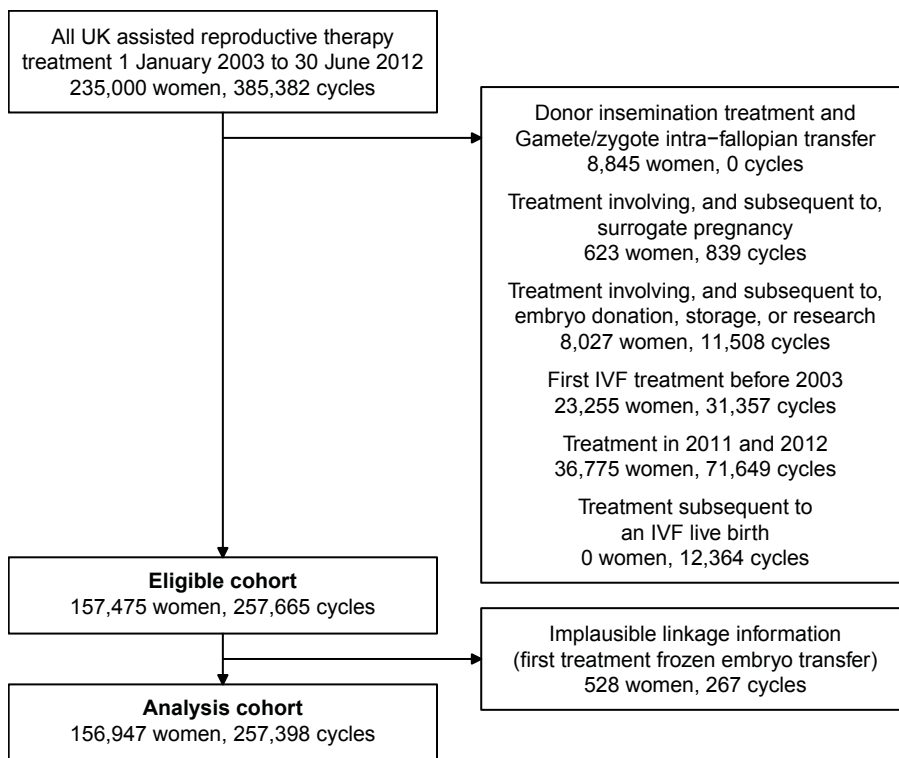 All UK assisted reproductive therapy
treatment 1 January 2003 to 30 June 2012
235,000 women, 385,382 cycles
Donor insemination treatment and
Gamete/zygote intra−fallopian transfer
8,845 women, 0 cycles
Treatment involving, and subsequent to,
surrogate pregnancy
623 women, 839 cycles
Treatment involving, and subsequent to,
embryo donation, storage, or research
8,027 women, 11,508 cycles
First IVF treatment before 2003
23,255 women, 31,357 cycles
Treatment in 2011 and 2012
36,775 women, 71,649 cycles
Treatment subsequent to
an IVF live birth
0 women, 12,364 cycles
Eligible cohort
157,475 women, 257,665 cycles
Implausible linkage information
(first treatment frozen embryo transfer)
528 women, 267 cycles
Analysis cohort
156,947 women, 257,398 cycles